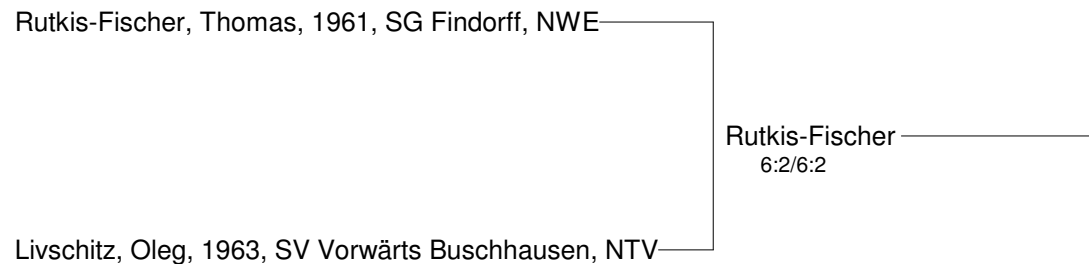 Rutkis-Fischer, Thomas, 1961, SG Findorff, NWE
Rutkis-Fischer
6:2/6:2
Livschitz, Oleg, 1963, SV Vorwärts Buschhausen, NTV